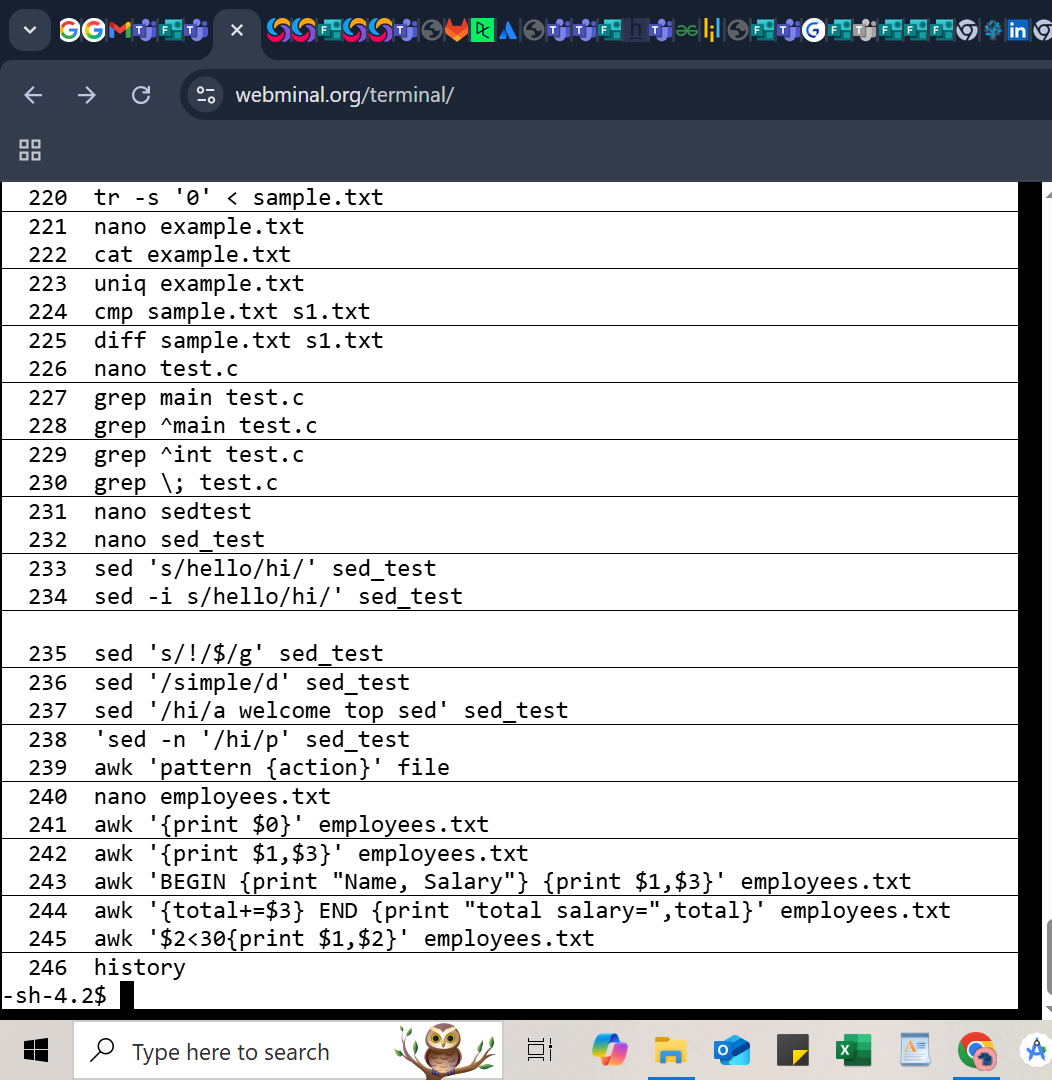 webminal.org/terminal/
220 tr -s '0' < sample.txt
221 nano example.txt
222 cat example.txt
223 uniq example.txt
224 cmp sample.txt s1.txt
225 diff sample.txt s1.txt
226 nano test.c
227 grep main test.c
228 grep ^main test.c
229 grep ^int test.c
230 grep \; test.c
231 nano sedtest
232 nano sed_test
233 sed 's/hello/hi/' sed_test
234 sed -i s/hello/hi/' sed_test
235 sed 's/!/$/g' sed_test
236 sed '/simple/d' sed_test
237 sed '/hi/a welcome top sed' sed_test
238 'sed -n '/hi/p' sed_test
239 awk 'pattern {action}' file
240 nano employees.txt
241 awk '{print $0}' employees.txt
242 awk '{print $1,$3}' employees.txt
243 awk 'BEGIN {print "Name, Salary"} {print $1,$3}' employees.txt
244 awk '{total+=$3} END {print "total salary=",total}' employees.txt
245 awk '$2<30{print $1,$2}' employees.txt
246 history
-sh-4.2$
Type here to search